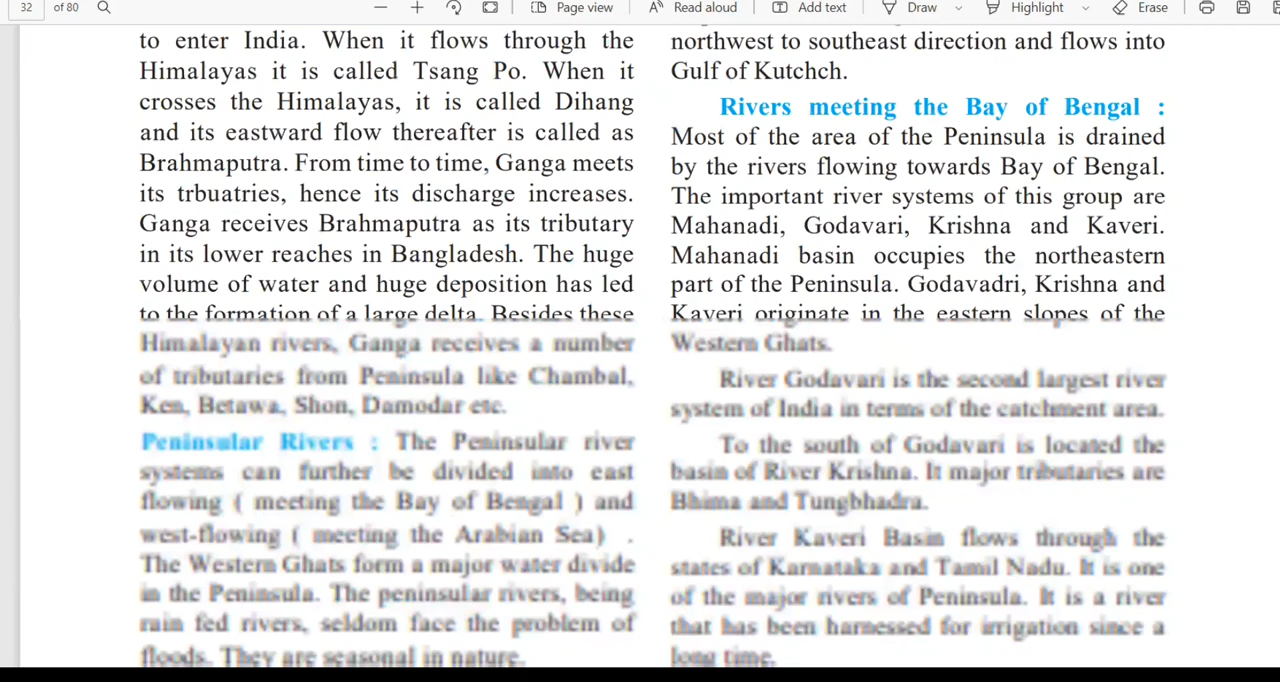 32 of 80 Page view Read aloud Add text Draw Highlight Erase
to enter India. When it flows through the
Himalayas it is called Tsang Po. When it
crosses the Himalayas, it is called Dihang
and its eastward flow thereafter is called as
Brahmaputra. From time to time, Ganga meets
its trbuatries, hence its discharge increases.
Ganga receives Brahmaputra as its tributary
in its lower reaches in Bangladesh. The huge
volume of water and huge deposition has led
to the formation of a large delta. Besides these
Himalayan rivers, Ganga receives a number
of tributaries from Peninsula like Chambal,
Ken, Betawa, Shon, Damodar etc.
Peninsular Rivers : The Peninsular river
systems can further be divided into east
flowing ( meeting the Bay of Bengal ) and
west-flowing ( meeting the Arabian Sea) .
The Western Ghats form a major water divide
in the Peninsula. The peninsular rivers, being
rain fed rivers, seldom face the problem of
floods. They are seasonal in nature.
northwest to southeast direction and flows into
Gulf of Kutchch.
Rivers meeting the Bay of Bengal :
Most of the area of the Peninsula is drained
by the rivers flowing towards Bay of Bengal.
The important river systems of this group are
Mahanadi, Godavari, Krishna and Kaveri.
Mahanadi basin occupies the northeastern
part of the Peninsula. Godavadri, Krishna and
Kaveri originate in the eastern slopes of the
Western Ghats.
River Godavari is the second largest river
system of India in terms of the catchment area.
To the south of Godavari is located the
basin of River Krishna. It major tributaries are
Bhima and Tungbhadra.
River Kaveri Basin flows through the
states of Karnataka and Tamil Nadu. It is one
of the major rivers of Peninsula. It is a river
that has been harnessed for irrigation since a
long time.